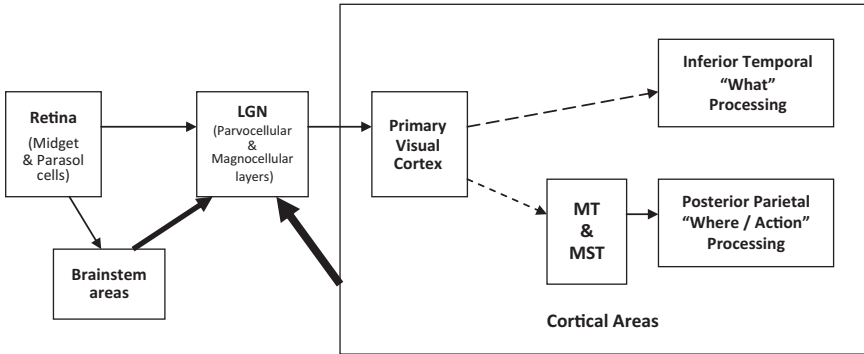 Retina
(Midget
& Parasol
cells)
Brainstem
areas
LGN
(Parvocellular
&
Magnocellular
layers)
Primary
Visual
Cortex
Inferior Temporal
“What”
Processing
MT
&
MST
Posterior Parietal
“Where / Action”
Processing
Cortical Areas